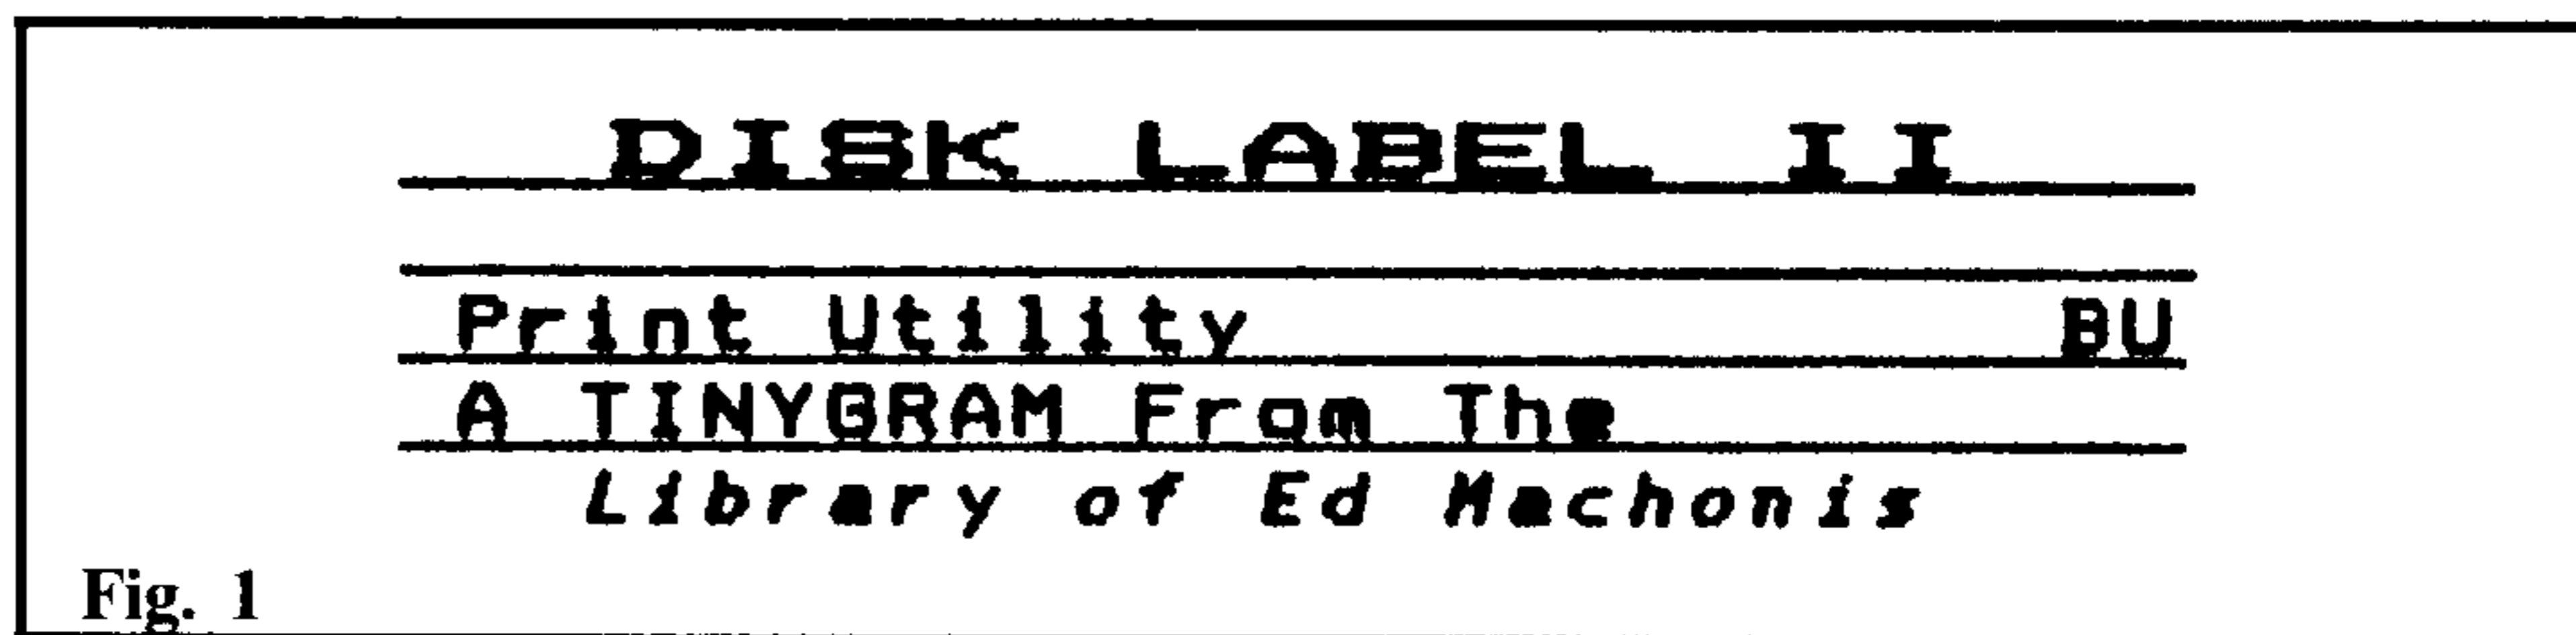 DISK LABEL II
Print Utility BU
A TINYGRAM From The
Library of Ed Machonis
Fig. 1